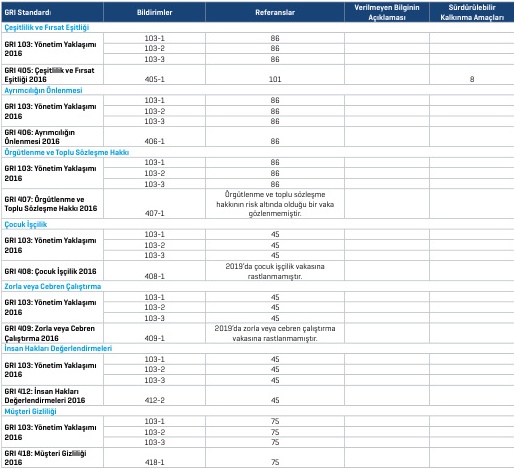 GRI Standardı Bildirimler Referanslar Verilmeyen Bilginin Açıklaması Sürdürülebilir Kalkınma Amaçları
Çeşitlilik ve Fırsat Eşitliği
GRI 103: Yönetim Yaklaşımı 2016
103-1 86
103-2 86
103-3 86
GRI 405: Çeşitlilik ve Fırsat
Eşitliği 2016 405-1 101 8
Ayrımcılığın Önlenmesi
GRI 103: Yönetim Yaklaşımı 2016
103-1 86
103-2 86
103-3 86
GRI 406: Ayrımcılığın
Önlenmesi 2016 406-1 86
Örgütlenme ve Toplu Sözleşme Hakkı
GRI 103: Yönetim Yaklaşımı 2016
103-1 86
103-2 86
103-3 86
GRI 407: Örgütlenme ve
Toplu Sözleşme Hakkı 2016
407-1
Örgütlenme ve toplu sözleşme
hakkının risk altında olduğu bir vaka
gözlenmemiştir.
Çocuk İşçilik
GRI 103: Yönetim Yaklaşımı 2016
103-1 45
103-2 45
103-3 45
GRI 408: Çocuk İşçilik 2016
408-1
2019'da çocuk işçilik vakasına
rastlanmamıştır.
Zorla veya Cebren Çalıştırma
GRI 103: Yönetim Yaklaşımı 2016
103-1 45
103-2 45
103-3 45
GRI 409: Zorla veya Cebren
Çalıştırma 2016
409-1
2019'da zorla veya cebren çalıştırma
vakasına rastlanmamıştır.
İnsan Hakları Değerlendirmeleri
GRI 103: Yönetim Yaklaşımı 2016
103-1 45
103-2 45
103-3 45
GRI 412: İnsan Hakları
Değerlendirmeleri 2016 412-2 45
Müşteri Gizliliği
GRI 103: Yönetim Yaklaşımı 2016
103-1 75
103-2 75
103-3 75
GRI 418: Müşteri Gizliliği
2016 418-1 75